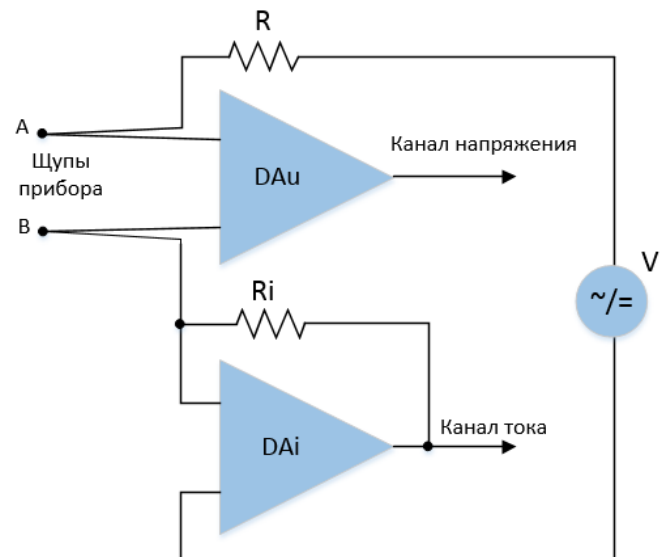 R
A
Щупы
прибора
B
DAu
Канал напряжения
V
~/=
Ri
DAi
Канал тока